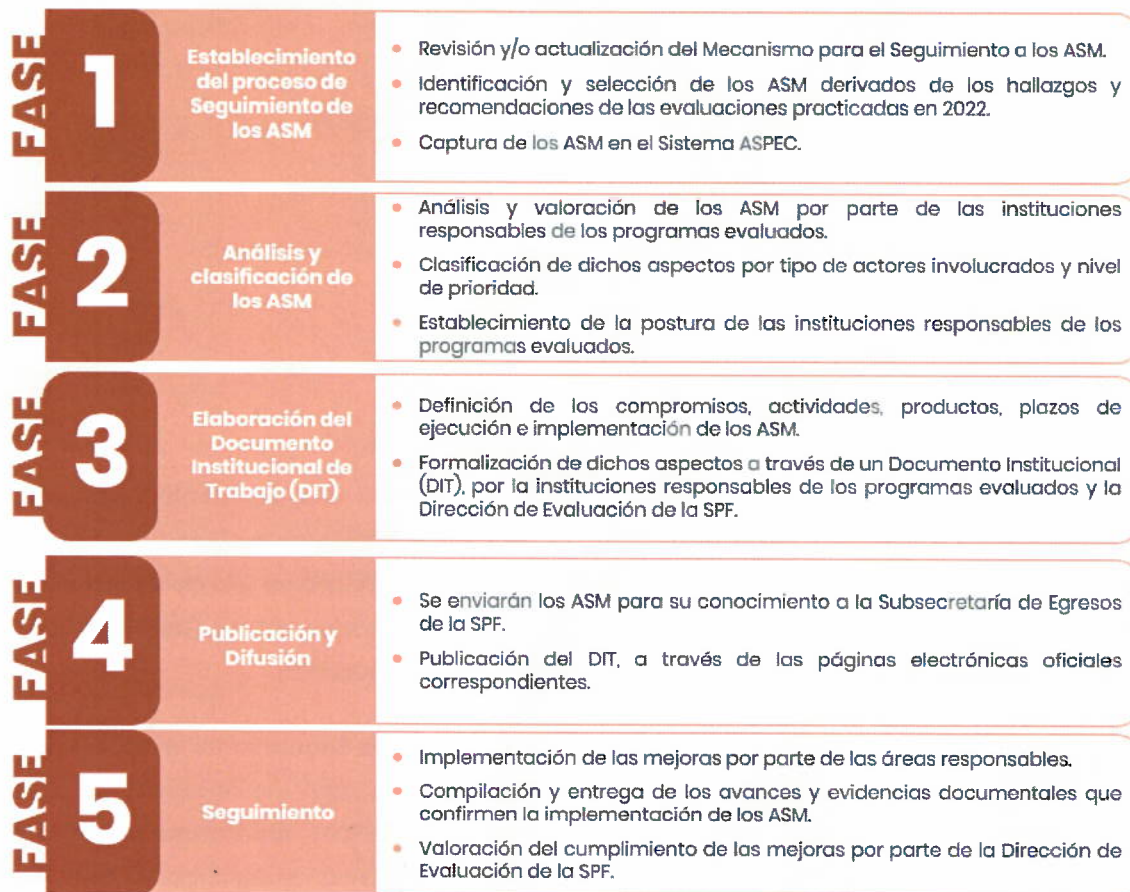 FASE
1
Establecimiento
del proceso de
Seguimiento de
los ASM
• Revisión y/o actualización del Mecanismo para el Seguimiento a los ASM.
• Identificación y selección de los ASM derivados de los hallazgos y
recomendaciones de las evaluaciones practicadas en 2022.
• Captura de los ASM en el Sistema ASPEC.
FASE
2
Análisis y
clasificación de
los ASM
• Análisis y valoración de los ASM por parte de las instituciones
responsables de los programas evaluados.
• Clasificación de dichos aspectos por tipo de actores involucrados y nivel
de prioridad.
• Establecimiento de la postura de las instituciones responsables de los
programas evaluados.
FASE
3
Elaboración del
Documento
Institucional de
Trabajo (DIT)
• Definición de los compromisos, actividades, productos, plazos de
ejecución e implementación de los ASM.
• Formalización de dichos aspectos a través de un Documento Institucional
(DIT), por la instituciones responsables de los programas evaluados y la
Dirección de Evaluación de la SPF.
FASE
4
Publicación y
Difusión
• Se enviarán los ASM para su conocimiento a la Subsecretaría de Egresos
de la SPF.
• Publicación del DIT, a través de las páginas electrónicas oficiales
correspondientes.
FASE
5
Seguimiento
• Implementación de las mejoras por parte de las áreas responsables.
• Compilación y entrega de los avances y evidencias documentales que
confirmen la implementación de los ASM.
• Valoración del cumplimiento de las mejoras por parte de la Dirección de
Evaluación de la SPF.